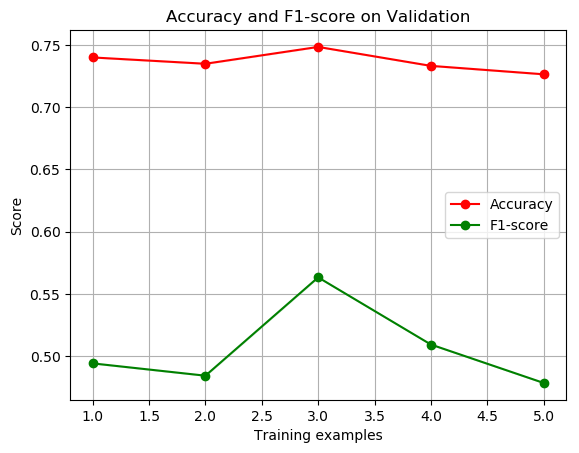 Accuracy and F1-score on Validation
0.75
0.70
0.65
0.60
0.55
0.50
Score
Accuracy
F1-score
1.0 1.5 2.0 2.5 3.0 3.5 4.0 4.5 5.0
Training examples